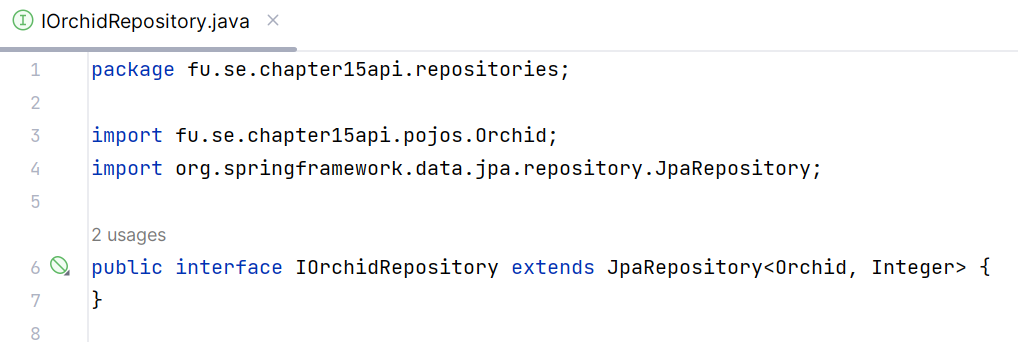 IOrchidRepository.java ×
1 package fu.se.chapter15api.repositories;
2
3 import fu.se.chapter15api.pojos.Orchid;
4 import org.springframework.data.jpa.repository.JpaRepository;
5
2 usages
6 public interface IOrchidRepository extends JpaRepository<Orchid, Integer> {
7 }
8